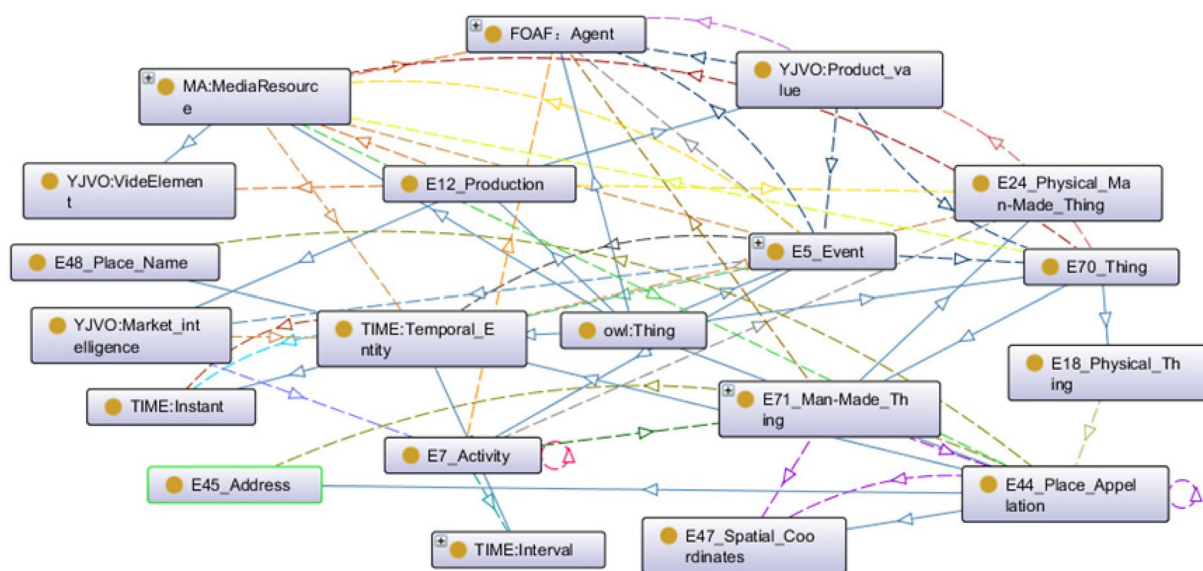 FOAF：Agent
YJVO:Product_va
lue
MA:MediaResourc
e
YJVO:VideElemen
t
E12_Production
E24_Physical_Ma
n-Made_Thing
E48_Place_Name
E5_Event
E70_Thing
YJVO:Market_int
elligence
TIME:Temporal_E
ntity
owl:Thing
E18_Physical_Th
ing
TIME:Instant
E71_Man-Made_Th
ing
E7_Activity
E45_Address
E44_Place_Appel
lation
E47_Spatial_Coo
rdinates
TIME:Interval